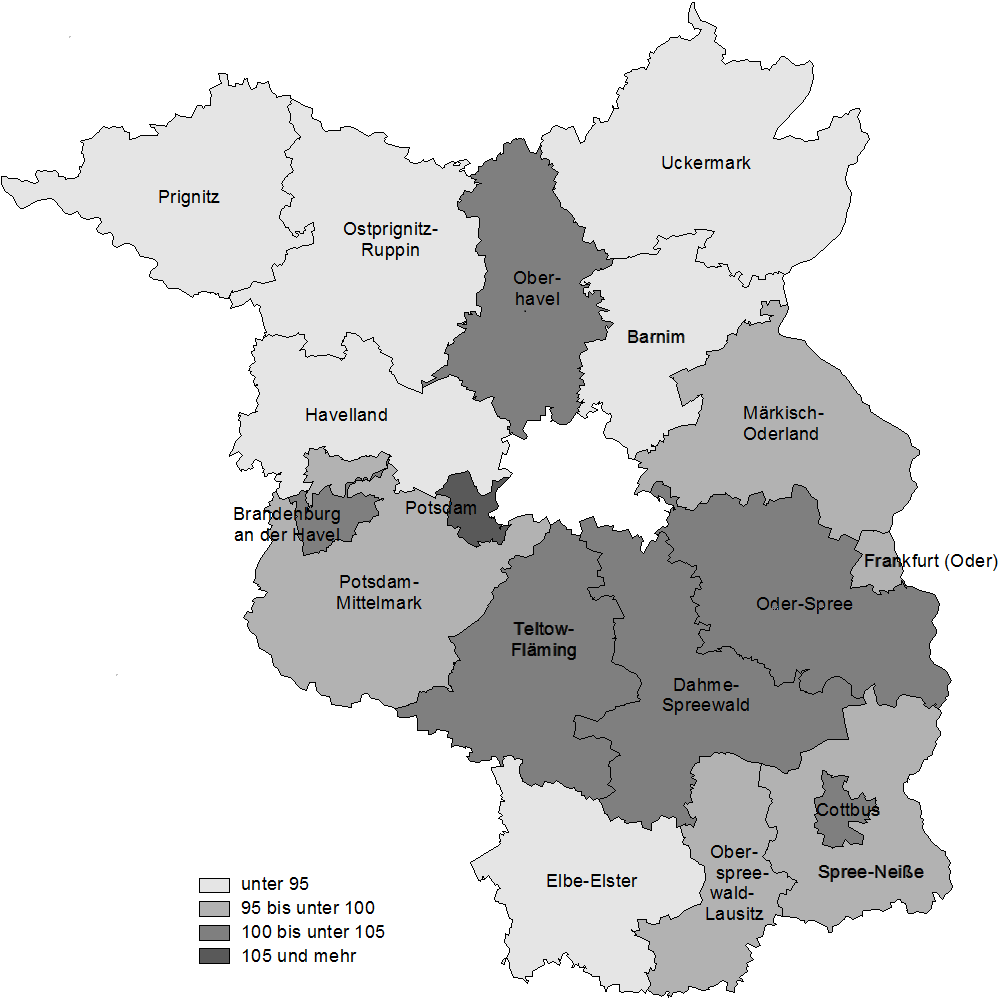 Uckermark
Prignitz
Ostprignitz-
Ruppin
Ober-
havel
Barnim
Havelland
Märkisch-
Oderland
Potsdam
Brandenburg
an der Havel
Frankfurt (Oder)
Potsdam-
Mittelmark
Oder-Spree
Teltow-
Fläming
Dahme-
Spreewald
Cottbus
Ober-
spree-
wald-
Lausitz
Spree-Neiße
Elbe-Elster
unter 95
95 bis unter 100
100 bis unter 105
105 und mehr